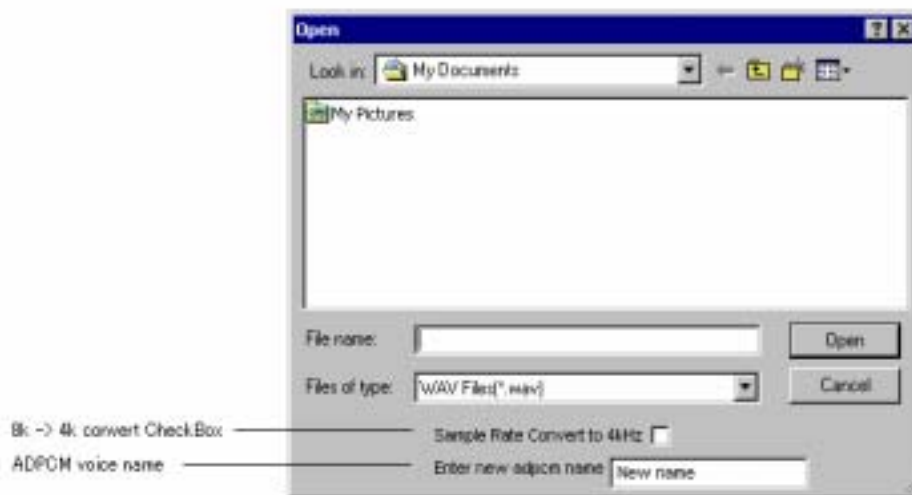 Open
Look in: My Documents
My Pictures
File name:
Open
Files of type: WAV Files(*.wav)
Cancel
8k -> 4k convert CheckBox
Sample Rate Convert to 4kHz
ADPCM voice name
Enter new adpcm name New name